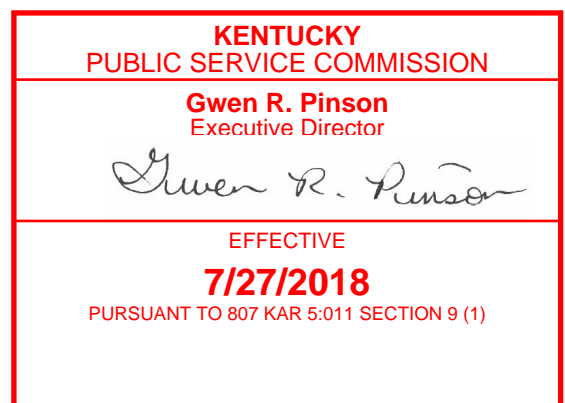 KENTUCKY
PUBLIC SERVICE COMMISSION
Gwen R. Pinson
Executive Director
Gwen R. Pinson
EFFECTIVE
7/27/2018
PURSUANT TO 807 KAR 5:011 SECTION 9 (1)